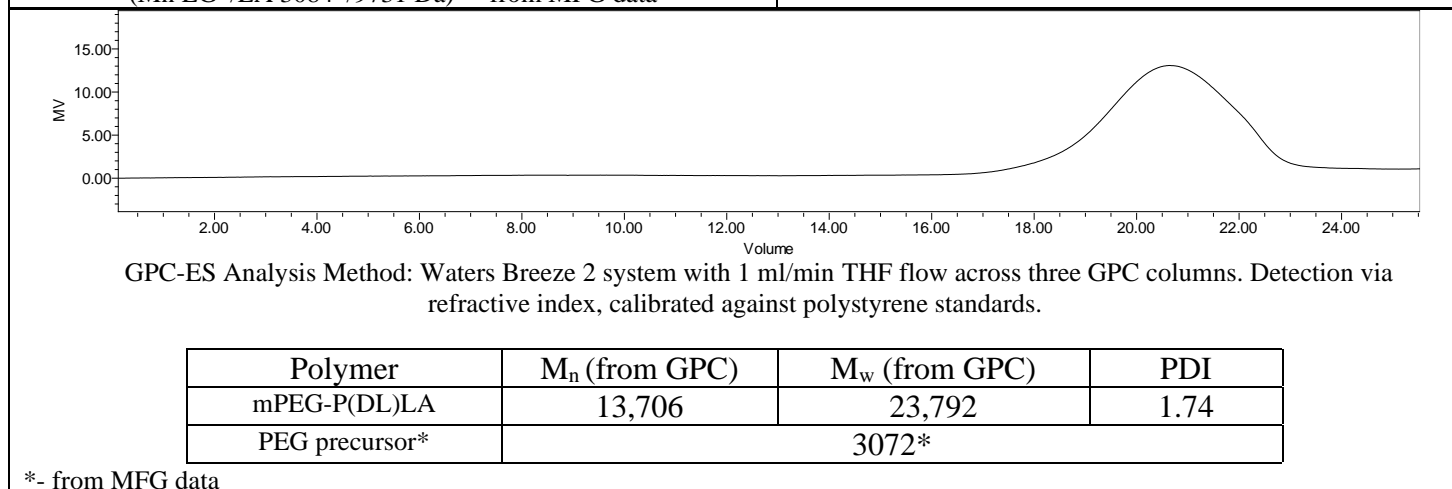 15.00
10.00
5.00
0.00
MV
2.00 4.00 6.00 8.00 10.00 12.00 14.00 16.00 18.00 20.00 22.00 24.00
Volume
GPC-ES Analysis Method: Waters Breeze 2 system with 1 ml/min THF flow across three GPC columns. Detection via
refractive index, calibrated against polystyrene standards.
Polymer Mn (from GPC) Mw (from GPC) PDI
mPEG-P(DL)LA 13,706 23,792 1.74
PEG precursor* 3072*
*- from MFG data